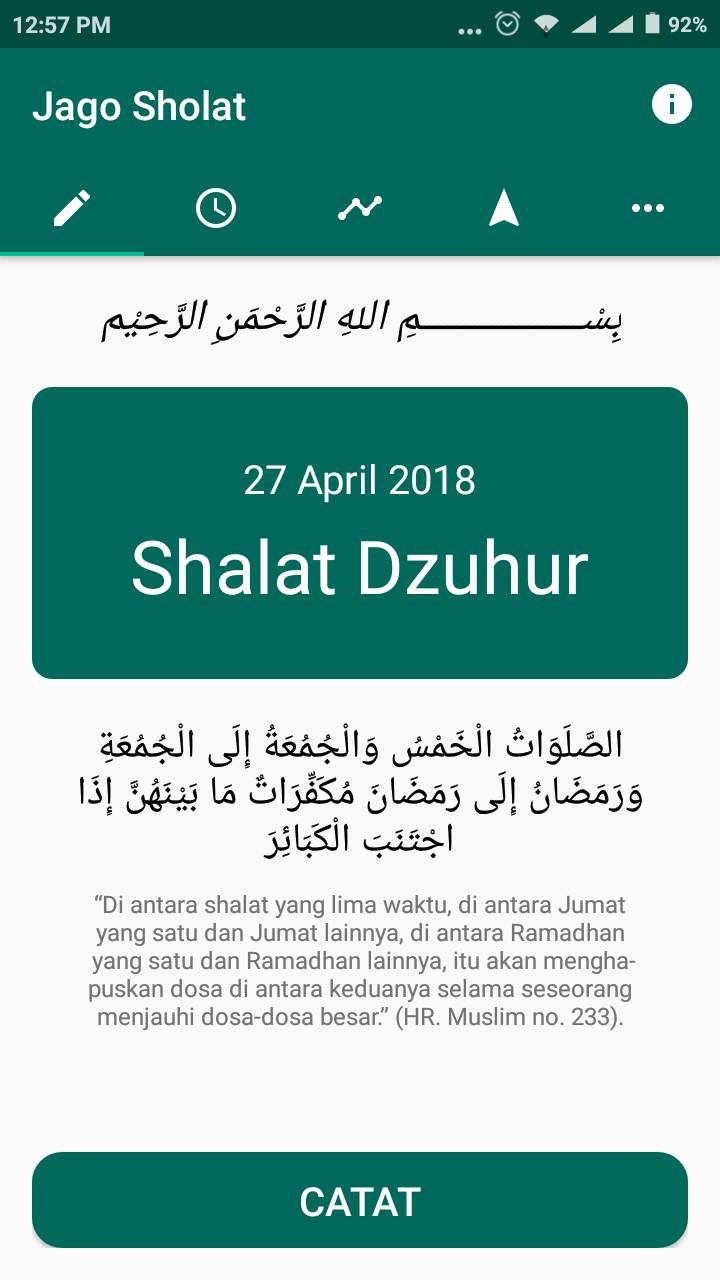 12:57 PM
92%
Jago Sholat
بِسْــــــــــــــــــمِ اللهِ الرَّحْمَنِ الرَّحِيْمِ
27 April 2018
Shalat Dzuhur
الصَّلَوَاتُ الْخَمْسُ وَالْجُمُعَةُ إِلَى الْجُمُعَةِ
وَرَمَضَانُ إِلَى رَمَضَانَ مُكَفِّرَاتٌ مَا بَيْنَهُنَّ إِذَا
اجْتَنَبَ الْكَبَائِرَ
“Di antara shalat yang lima waktu, di antara Jumat
yang satu dan Jumat lainnya, di antara Ramadhan
yang satu dan Ramadhan lainnya, itu akan mengha-
puskan dosa di antara keduanya selama seseorang
menjauhi dosa-dosa besar.” (HR. Muslim no. 233).
CATAT